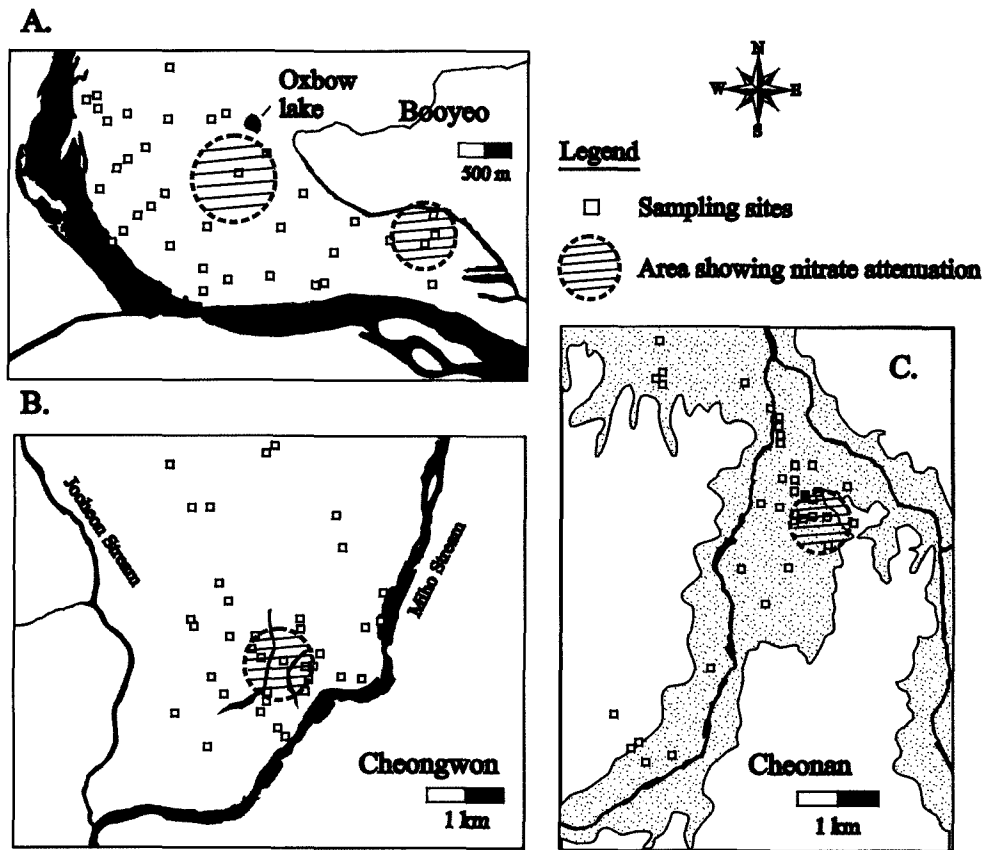 A.
Oxbow
lake
Booyeo
500 m
N
W E
S
Legend
Sampling sites
Area showing nitrate attenuation
B.
Jocheon Stream
Miho Stream
Cheongwon
1 km
C.
Cheonan
1 km